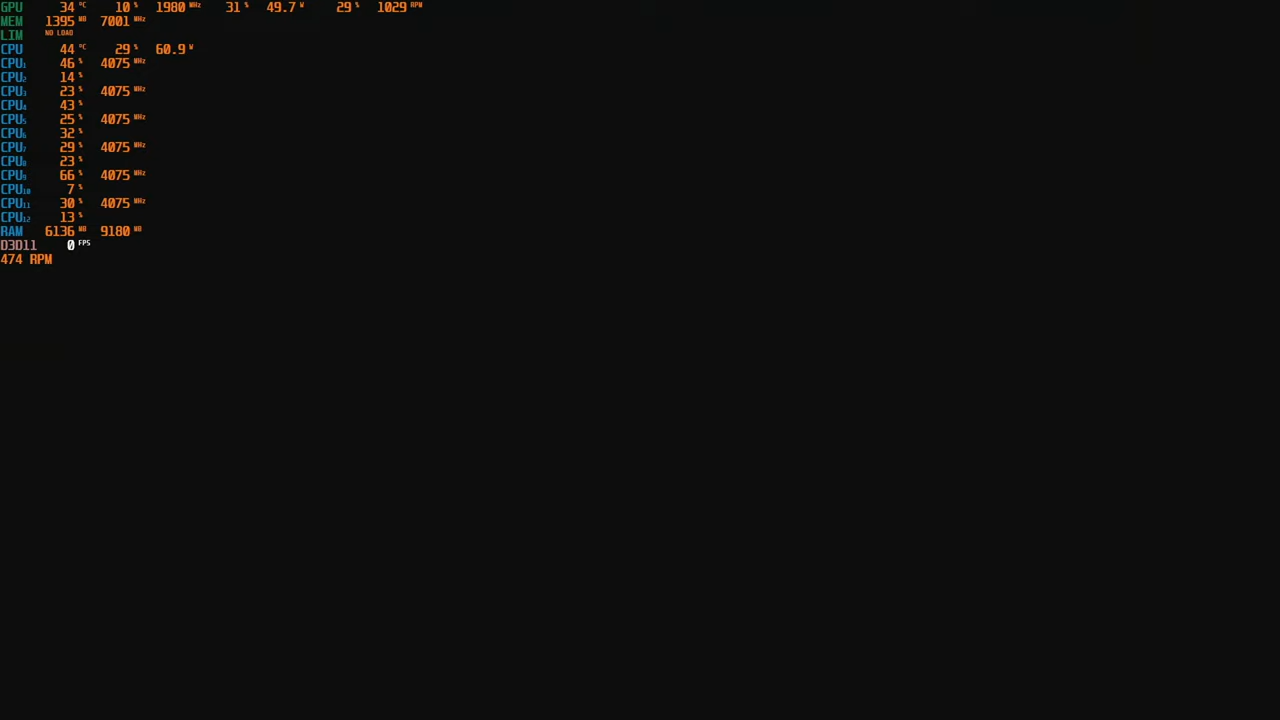 GPU 34 °C 10 % 1980 MHz 31 % 49.7 W 29 % 1029 RPM
MEM 1395 MB 7001 MHz
LIM NO LOAD
CPU 44 °C 29 % 60.9 W
CPU1 46 % 4075 MHz
CPU2 14 %
CPU3 23 % 4075 MHz
CPU4 43 %
CPU5 25 % 4075 MHz
CPU6 32 %
CPU7 29 % 4075 MHz
CPU8 23 %
CPU9 66 % 4075 MHz
CPU10 7 %
CPU11 30 % 4075 MHz
CPU12 13 %
RAM 6136 MB 9180 MB
D3D11 0 FPS
474 RPM